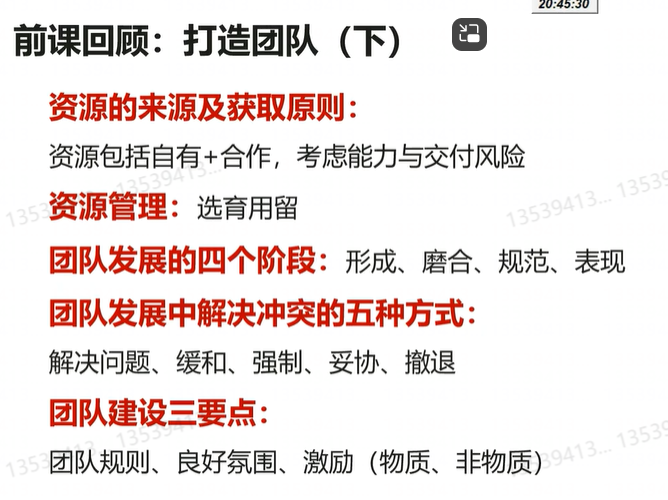 20:45:30
前课回顾：打造团队（下）
资源的来源及获取原则：
资源包括自有+合作，考虑能力与交付风险
资源管理：选育用留
团队发展的四个阶段：形成、磨合、规范、表现
团队发展中解决冲突的五种方式：
解决问题、缓和、强制、妥协、撤退
团队建设三要点：
团队规则、良好氛围、激励（物质、非物质）
13539413...
13539413...
13539413...
13539413...